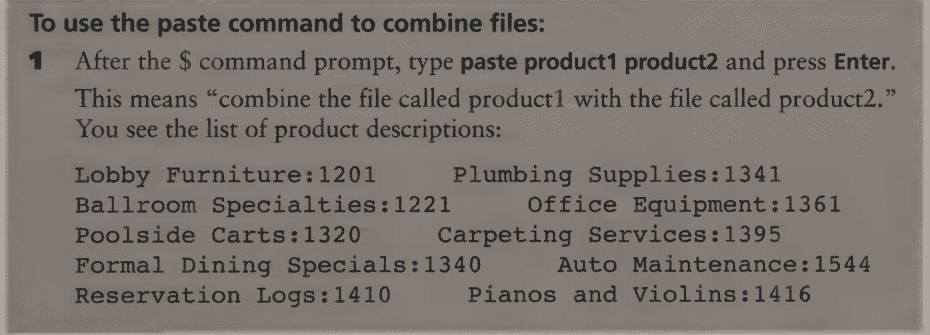 To use the paste command to combine files:
1 After the $ command prompt, type paste product1 product2 and press Enter.
This means “combine the file called product1 with the file called product2.”
You see the list of product descriptions:
Lobby Furniture:1201     Plumbing Supplies:1341
Ballroom Specialties:1221     Office Equipment:1361
Poolside Carts:1320     Carpeting Services:1395
Formal Dining Specials:1340     Auto Maintenance:1544
Reservation Logs:1410     Pianos and Violins:1416